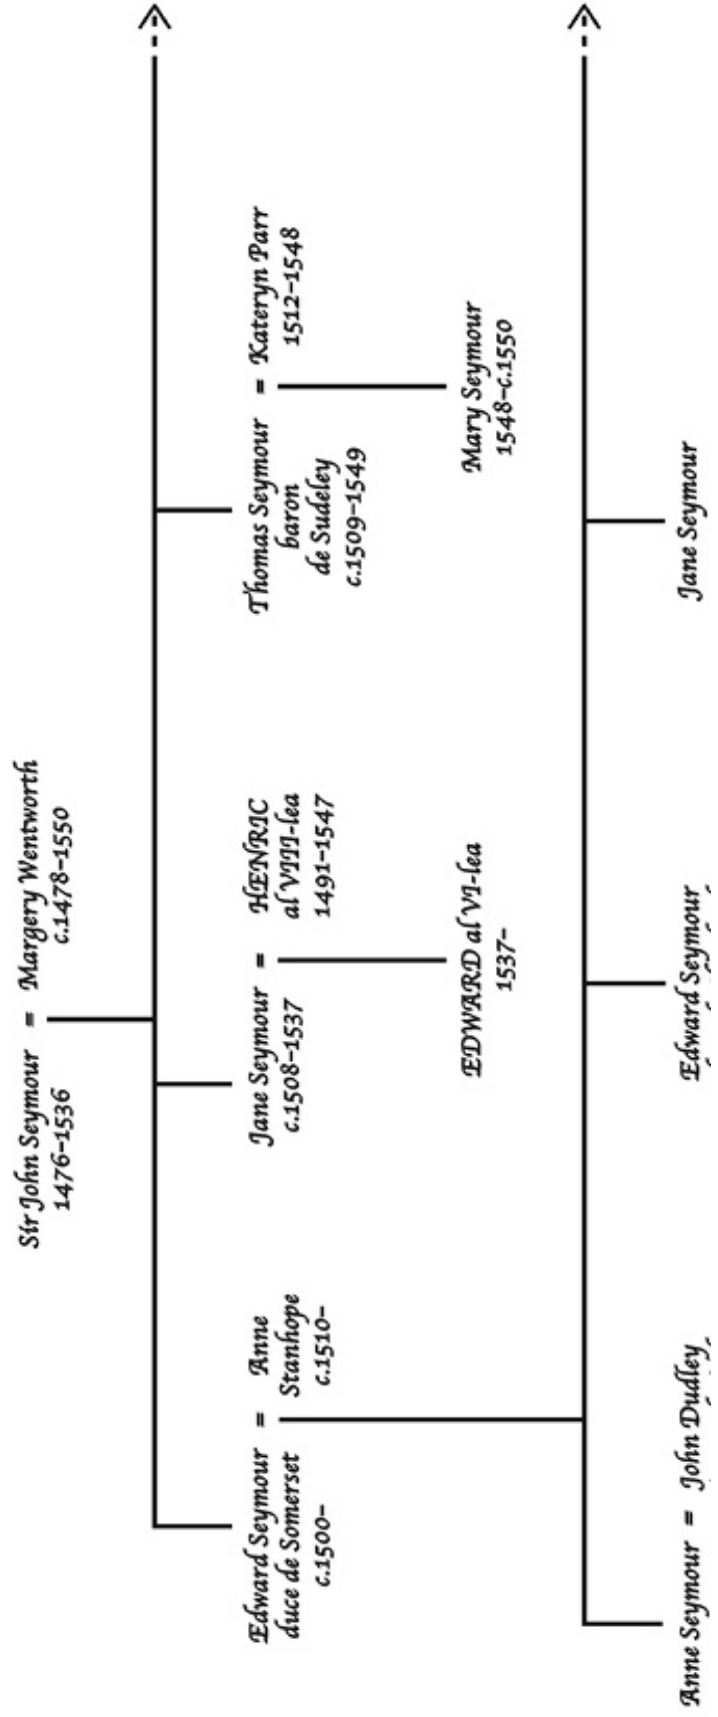 Sir John Seymour = Margery Wentworth
1476–1536
c.1478–1550
Edward Seymour = Anne
duce de Somerset
Stanhope
c.1500–
c.1510–
Jane Seymour = HENRIC
c.1508–1537
al VIII-lea
1491–1547
Thomas Seymour = Kateryn Parr
baron
1512–1548
de Sudeley
c.1509–1549
EDWARD al VI-lea
1537–
Mary Seymour
1548–c.1550
Anne Seymour = John Dudley
Edward Seymour
Jane Seymour